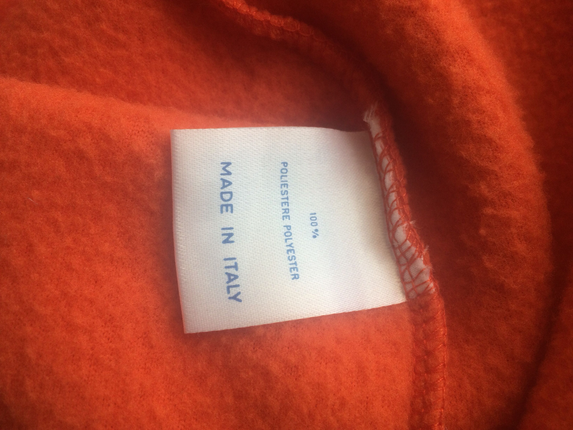 100 %
POLIESTERE POLYESTER
MADE IN ITALY